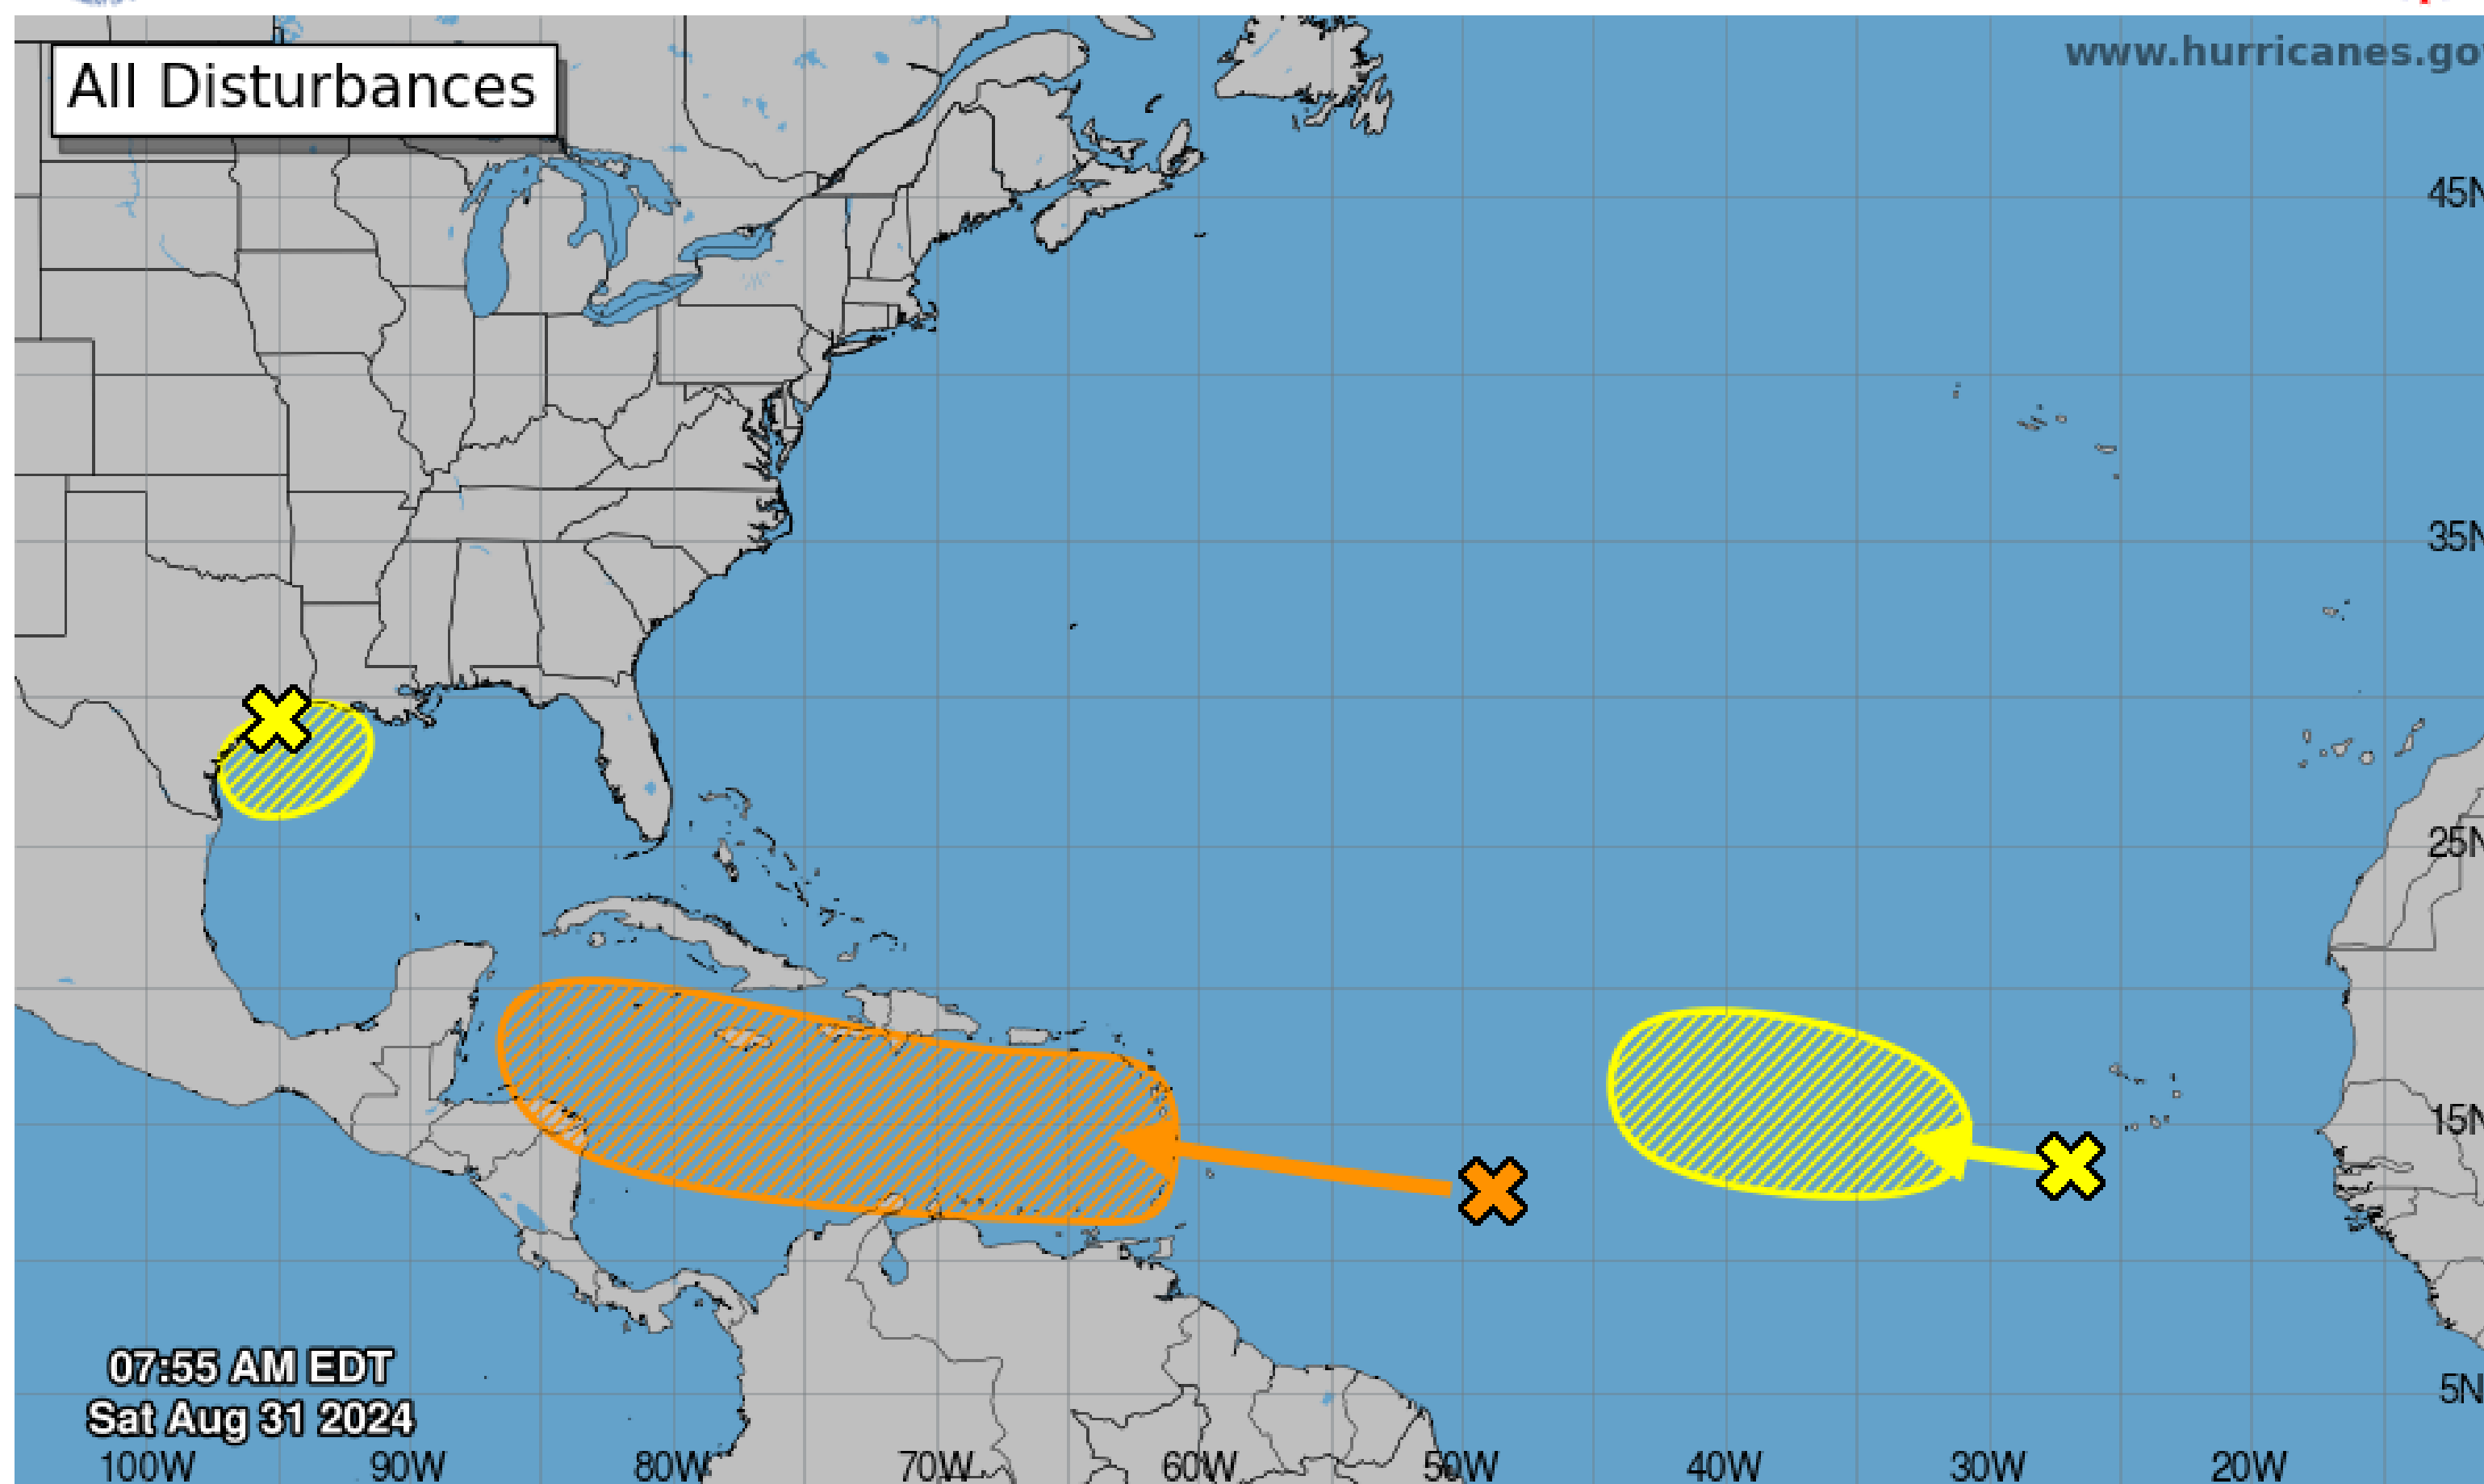 All Disturbances
www.hurricanes.gov
45N
35N
25N
15N
5N
07:55 AM EDT
Sat Aug 31 2024
100W 90W 80W 70W 60W 50W 40W 30W 20W